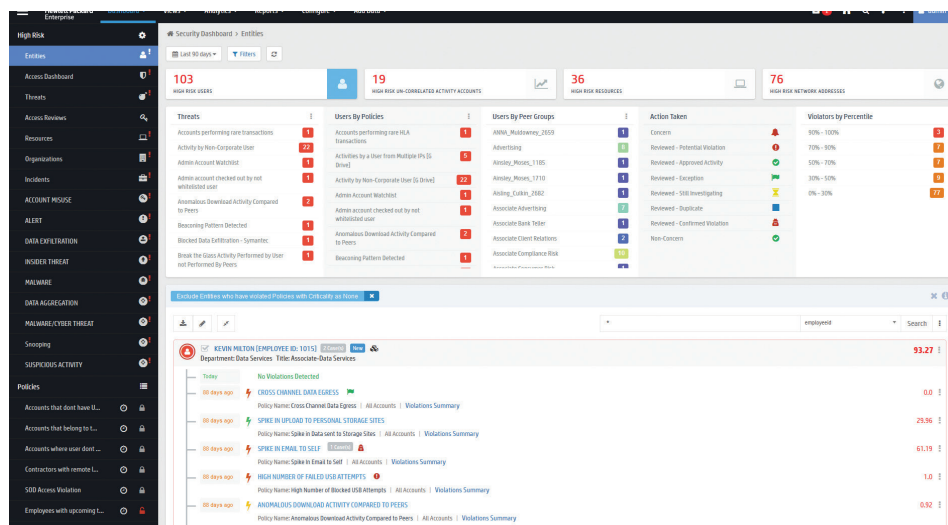 Hewlett Packard
Enterprise
Dashboard Views Analytics Reports Configure Add Data
High Risk
Entities
Access Dashboard
Threats
Access Reviews
Resources
Organizations
Incidents
ACCOUNT MISUSE
ALERT
DATA EXFILTRATION
INSIDER THREAT
MALWARE
DATA AGGREGATION
MALWARE/CYBER THREAT
Snooping
SUSPICIOUS ACTIVITY
Policies
Accounts that dont have U...
Accounts that belong to t...
Accounts where user dont ...
Contractors with remote l...
SOD Access Violation
Employees with upcoming t...
Security Dashboard > Entities
Last 90 days Filters
103
HIGH RISK USERS
19
HIGH RISK UN-CORRELATED ACTIVITY ACCOUNTS
36
HIGH RISK RESOURCES
76
HIGH RISK NETWORK ADDRESSES
Threats
Accounts performing rare transactions 1
Activity by Non-Corporate User 22
Admin Account Watchlist 1
Admin account checked out by not
whitelisted user 1
Anomalous Download Activity Compared
to Peers 2
Beaconing Pattern Detected 1
Blocked Data Exfiltration - Symantec 1
Break the Glass Activity Performed by User
not Performed By Peers 1
Users By Policies
Accounts performing rare HLA
transactions 1
Activities by a User from Multiple IPs [G
Drive] 5
Activity by Non-Corporate User [G Drive] 22
Admin Account Watchlist 1
Admin account checked out by not
whitelisted user 1
Anomalous Download Activity Compared
to Peers 2
Beaconing Pattern Detected 1
Users By Peer Groups
ANNA_Muldowney_2659 1
Advertising
Ainsley_Moses_1185 1
Ainsley_Moses_1710 1
Aisling_Culkin_2682 1
Associate Advertising 7
Associate Bank Teller 1
Associate Client Relations 2
Associate Compliance Risk 10
Action Taken
Concern
Reviewed - Potential Violation
Reviewed - Approved Activity
Reviewed - Exception
Reviewed - Still Investigating
Reviewed - Duplicate
Reviewed - Confirmed Violation
Non-Concern
Violators by Percentile
90% - 100% 3
70% - 90% 7
50% - 70% 7
30% - 50% 9
0% - 30% 77
Exclude Entities who have violated Policies with Criticality as None X
* employeeid Search
KEVIN MILTON [EMPLOYEE ID: 1015] 2 Case(s) New 93.27
Department: Data Services Title: Associate-Data Services
Today No Violations Detected
88 days ago CROSS CHANNEL DATA EGRESS 0.0
Policy Name: Cross Channel Data Egress | All Accounts | Violations Summary
88 days ago SPIKE IN UPLOAD TO PERSONAL STORAGE SITES 29.96
Policy Name: Spike in Data sent to Storage Sites | All Accounts | Violations Summary
88 days ago SPIKE IN EMAIL TO SELF 1 Case(s) 61.19
Policy Name: Spike In Email to Self | All Accounts | Violations Summary
88 days ago HIGH NUMBER OF FAILED USB ATTEMPTS 1.0
Policy Name: High Number of Blocked USB Attempts | All Accounts | Violations Summary
88 days ago ANOMALOUS DOWNLOAD ACTIVITY COMPARED TO PEERS 0.92
Policy Name: Anomalous Download Activity Compared to Peers | All Accounts | Violations Summary